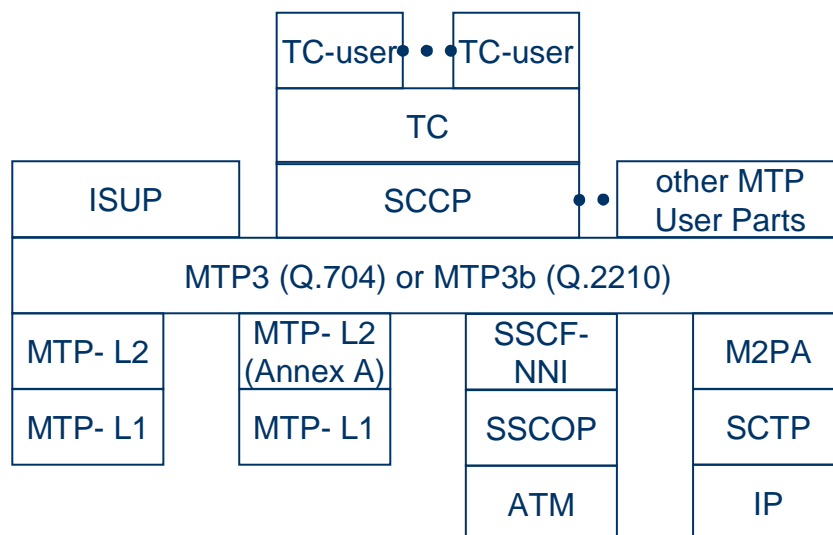 TC-user • • • TC-user
TC
ISUP
SCCP
• •
other MTP
User Parts
MTP3 (Q.704) or MTP3b (Q.2210)
MTP- L2
MTP- L2
(Annex A)
SSCF-
NNI
M2PA
MTP- L1
MTP- L1
SSCOP
SCTP
ATM
IP